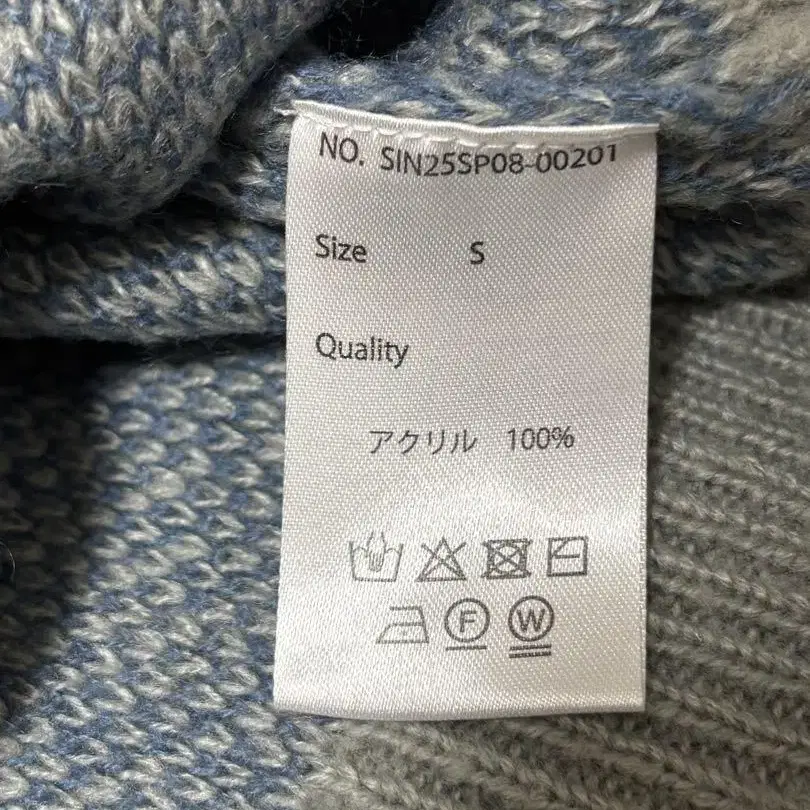 NO. SIN25SP08-00201
Size S
Quality
アクリル 100%
F W